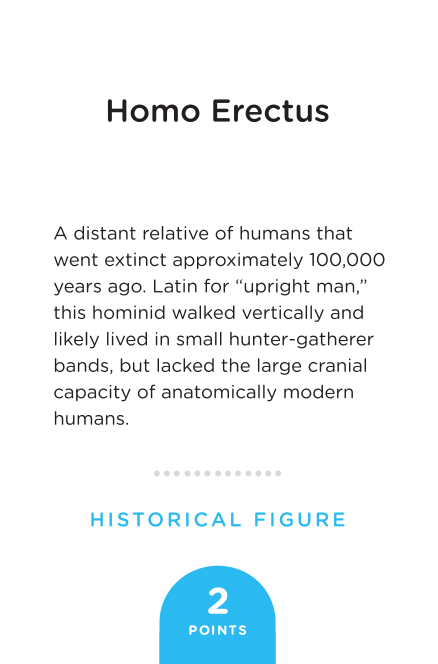 Homo Erectus
A distant relative of humans that
went extinct approximately 100,000
years ago. Latin for “upright man,”
this hominid walked vertically and
likely lived in small hunter-gatherer
bands, but lacked the large cranial
capacity of anatomically modern
humans.
HISTORICAL FIGURE
2
POINTS